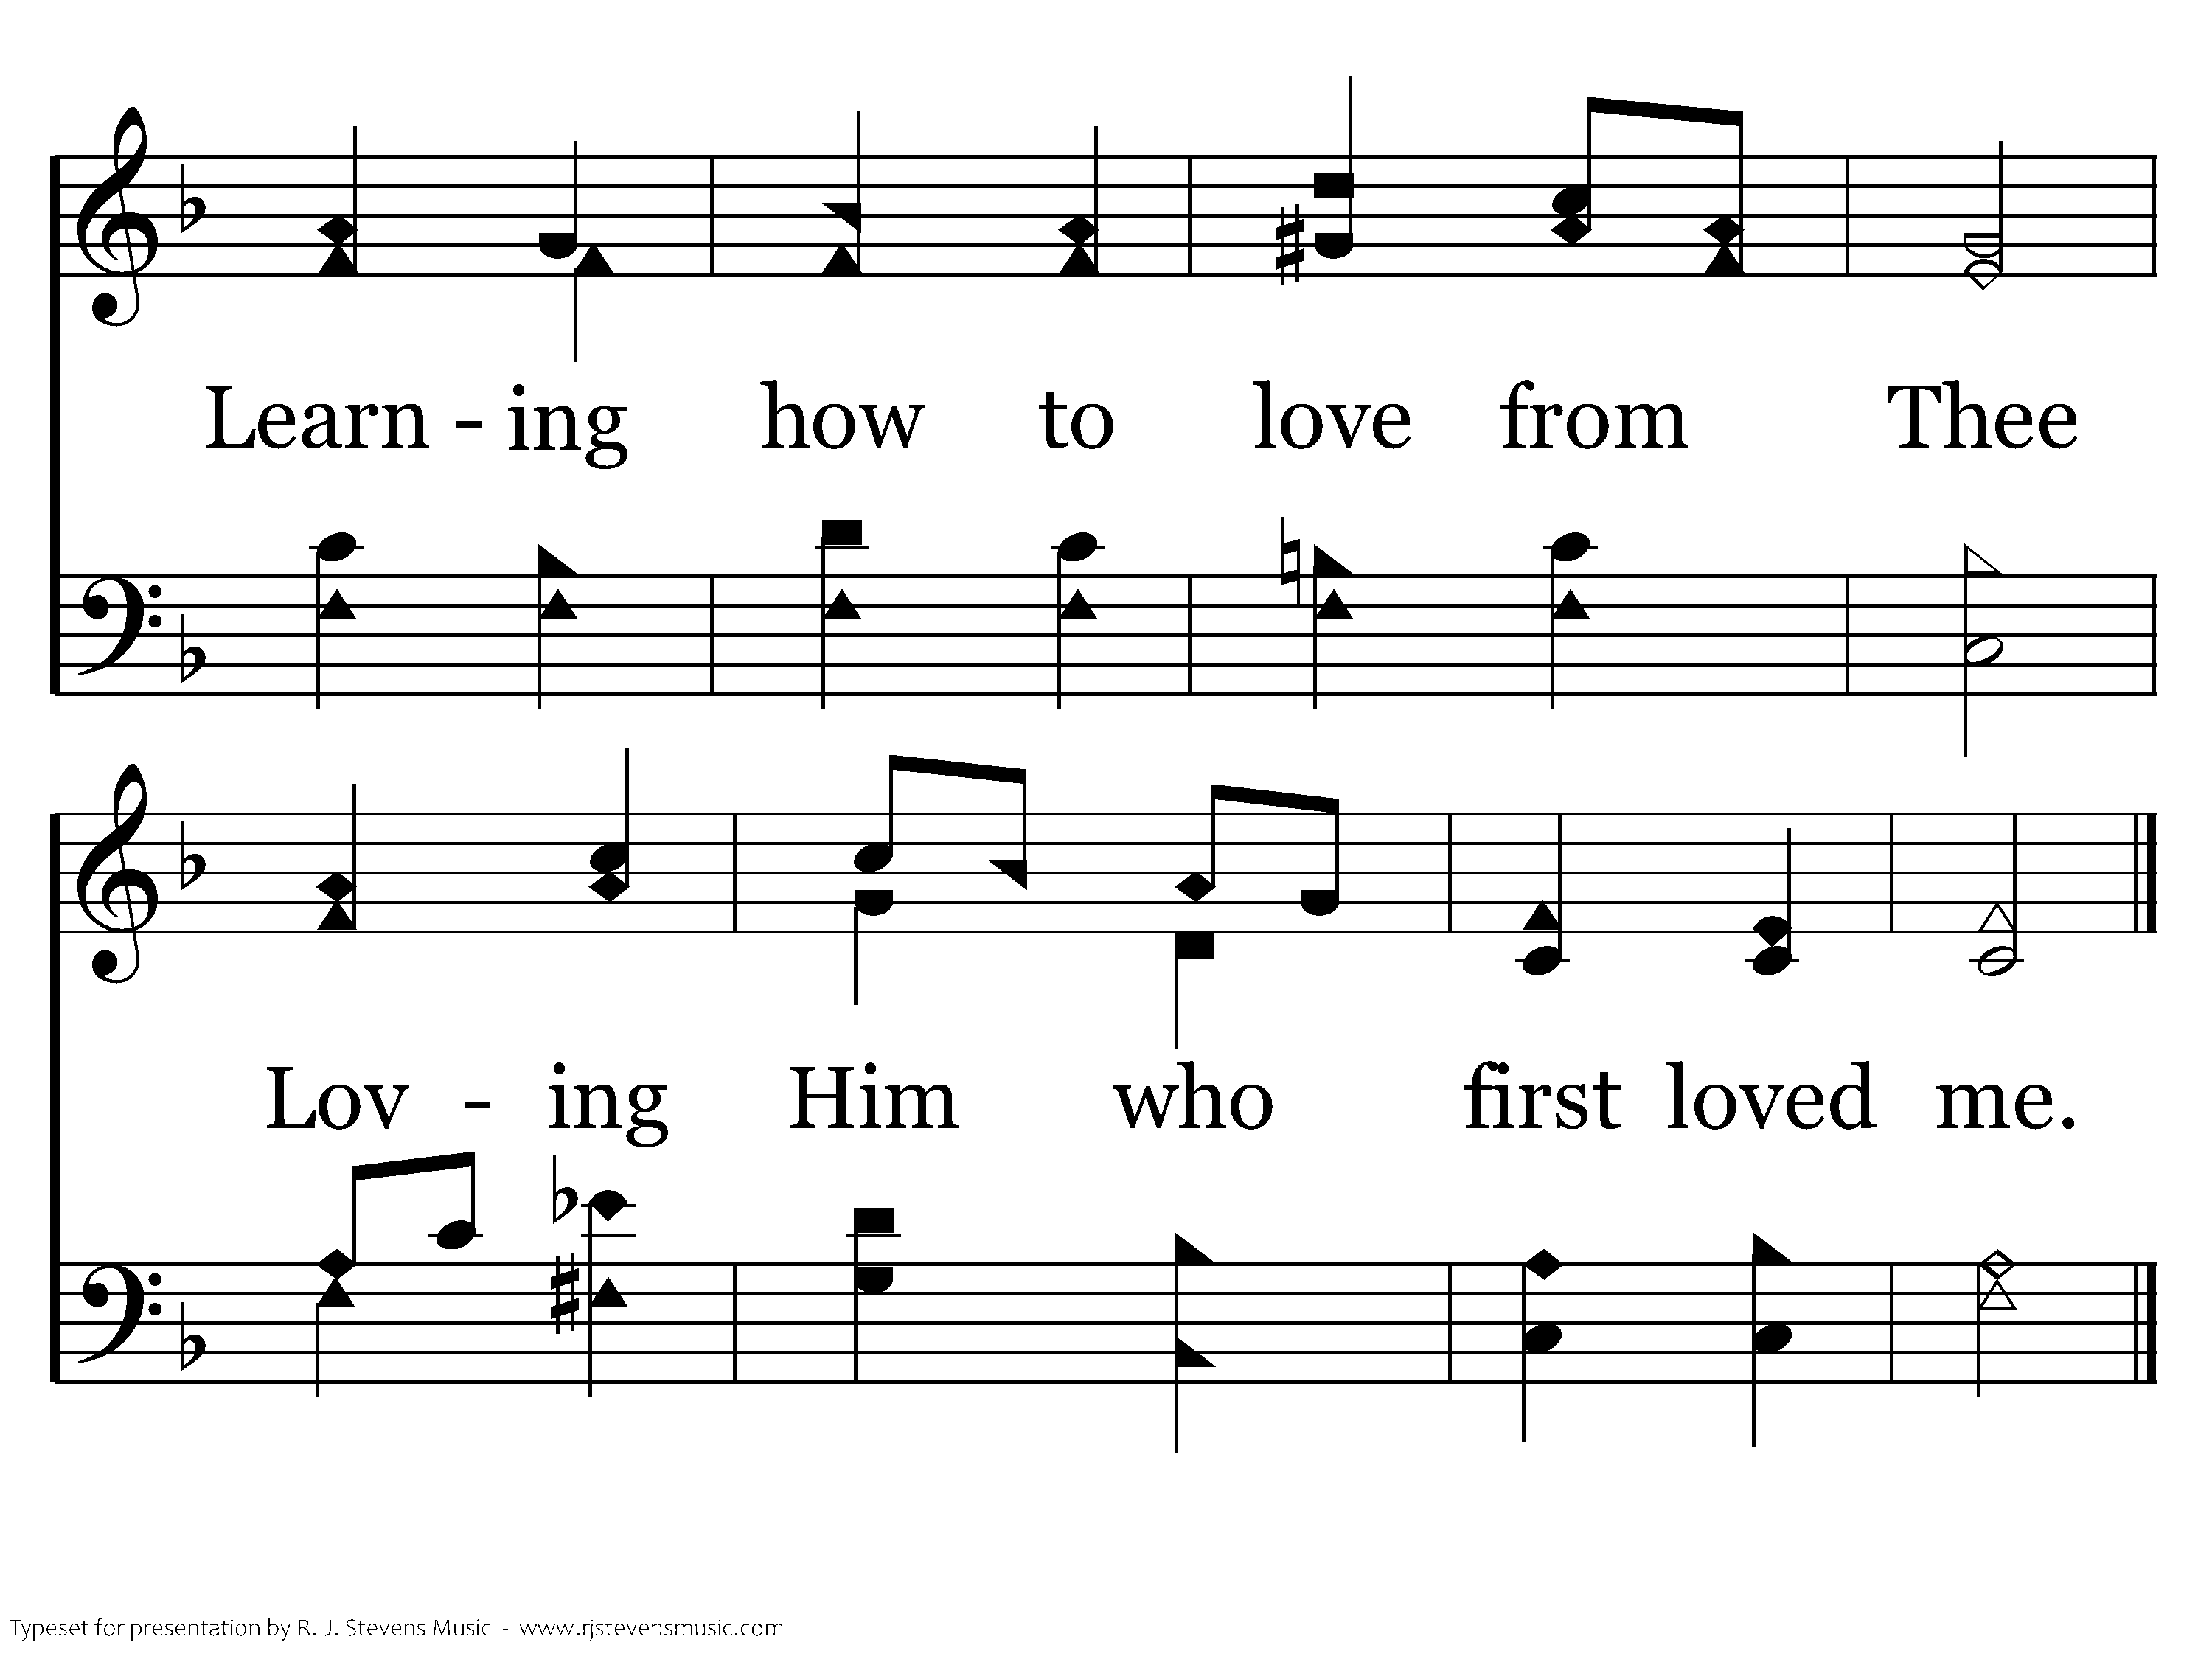 Learn - ing how to love from Thee
Lov - ing Him who first loved me.
Typeset for presentation by R. J. Stevens Music - www.rjstevensmusic.com